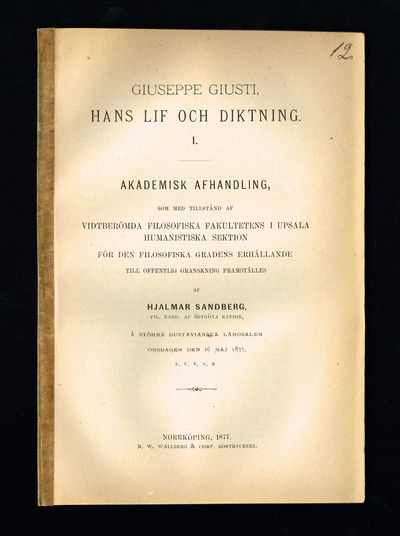 12.
GIUSEPPE GIUSTI,
HANS LIF OCH DIKTNING.
I.
AKADEMISK AFHANDLING,
SOM MED TILLSTÅND AF
VIDTBERÖMDA FILOSOFISKA FAKULTETENS I UPSALA
HUMANISTISKA SEKTION
FÖR DEN FILOSOFISKA GRADENS ERHÅLLANDE
TILL OFFENTLIG GRANSKNING FRAMSTÄLLES
AF
HJALMAR SANDBERG,
FIL. KAND. AF ÖSTGÖTA NATION,
Å STÖRRE GUSTAVIANSKA LÄROSALEN
ONSDAGEN DEN 16 MAJ 1877,
P. V. T. F. M.
NORRKÖPING, 1877.
M. W. WALLBERG & COMP. BOKTRYCKERI.